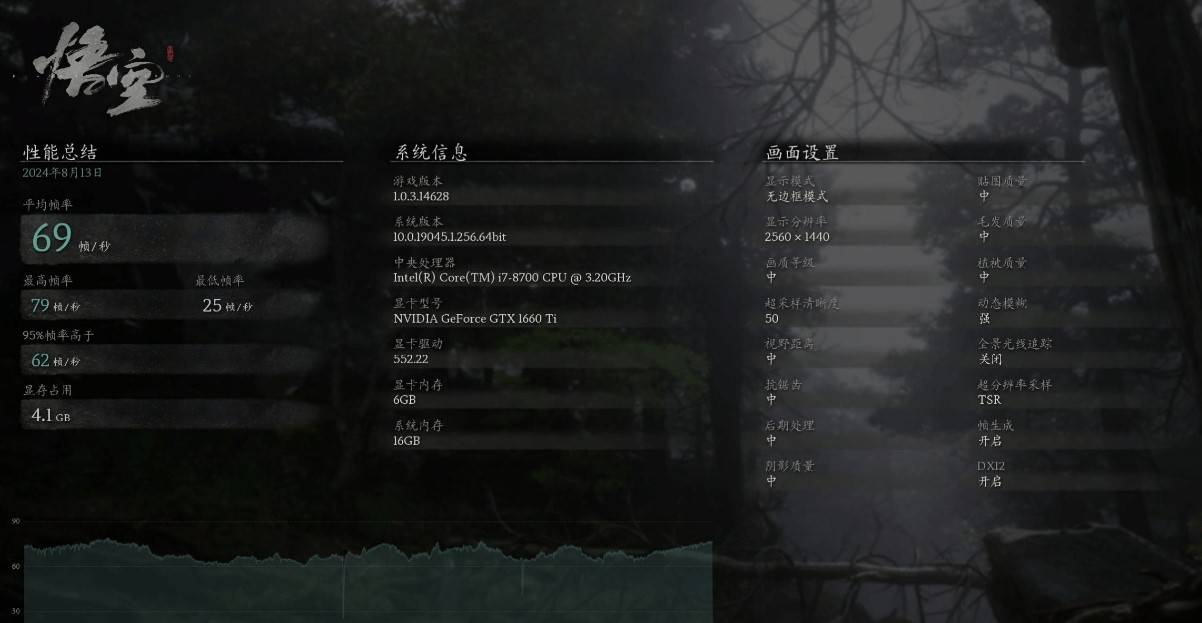 悟空
性能总结
2024年8月13日
平均帧率
69 帧/秒
最高帧率 最低帧率
79 帧/秒 25 帧/秒
95%帧率高于
62 帧/秒
显存占用
4.1 GB
90
60
30
系统信息
游戏版本
1.0.3.14628
系统版本
10.0.19045.1.256.64bit
中央处理器
Intel(R) Core(TM) i7-8700 CPU @ 3.20GHz
显卡型号
NVIDIA GeForce GTX 1660 Ti
显卡驱动
552.22
显卡内存
6GB
系统内存
16GB
画面设置
显示模式
无边框模式
显示分辨率
2560 × 1440
画质等级
中
超采样清晰度
50
视野距离
中
抗锯齿
中
后期处理
中
阴影质量
中
贴图质量
中
毛发质量
中
植被质量
中
动态模糊
强
全景光线追踪
关闭
超分辨率采样
TSR
帧生成
开启
DX12
开启